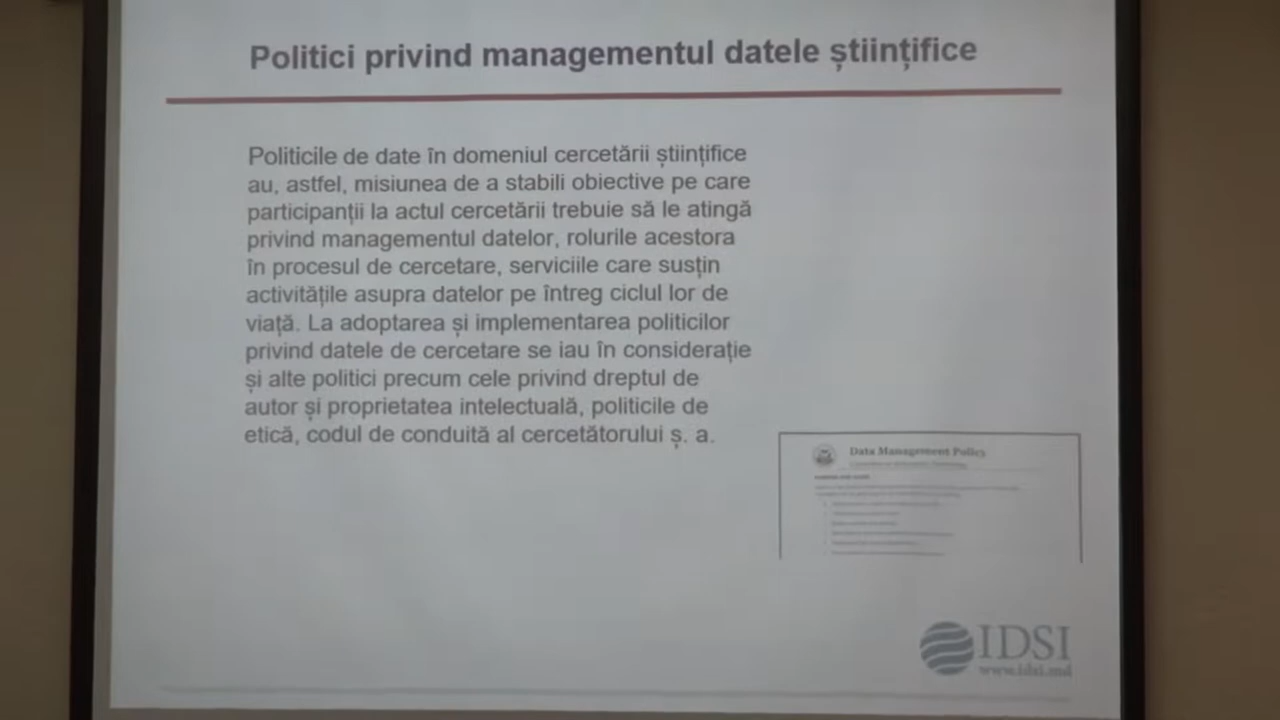 Politici privind managementul datele științifice
Politicile de date în domeniul cercetării științifice
au, astfel, misiunea de a stabili obiective pe care
participanții la actul cercetării trebuie să le atingă
privind managementul datelor, rolurile acestora
în procesul de cercetare, serviciile care susțin
activitățile asupra datelor pe întreg ciclul lor de
viață. La adoptarea și implementarea politicilor
privind datele de cercetare se iau în considerație
și alte politici precum cele privind dreptul de
autor și proprietatea intelectuală, politicile de
etică, codul de conduită al cercetătorului ș. a.
Data Management Policy
IDSI
www.idsi.md